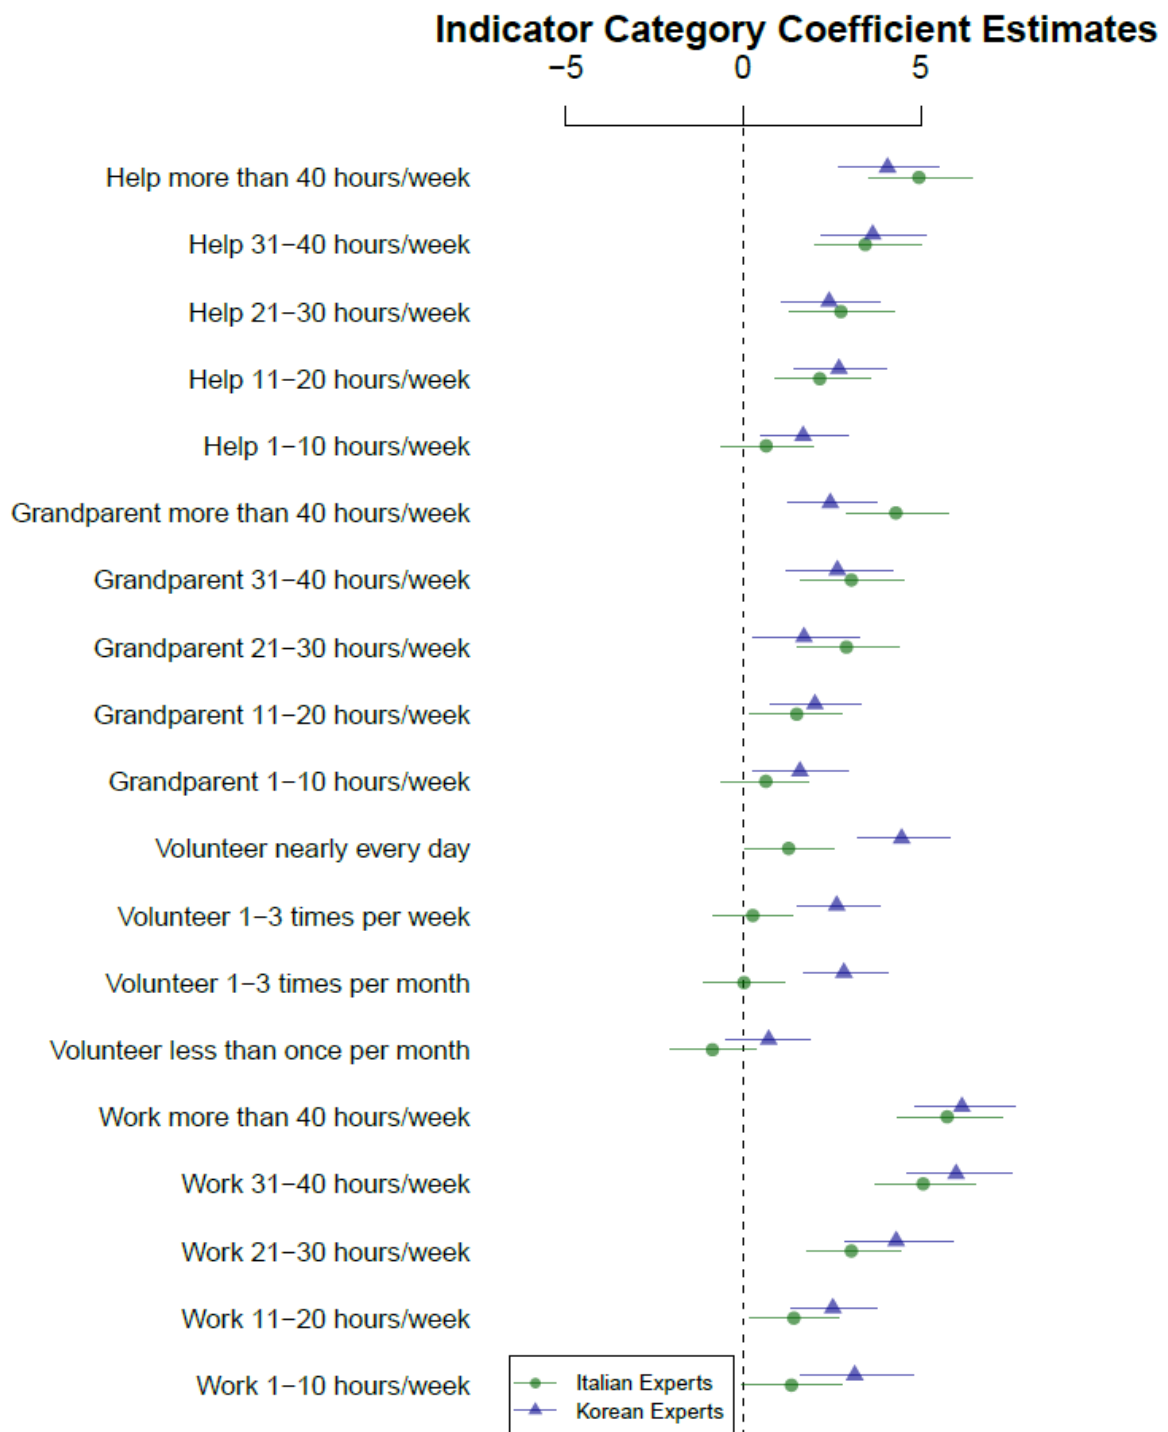 Indicator Category Coefficient Estimates
−5 0 5
Help more than 40 hours/week
Help 31−40 hours/week
Help 21−30 hours/week
Help 11−20 hours/week
Help 1−10 hours/week
Grandparent more than 40 hours/week
Grandparent 31−40 hours/week
Grandparent 21−30 hours/week
Grandparent 11−20 hours/week
Grandparent 1−10 hours/week
Volunteer nearly every day
Volunteer 1−3 times per week
Volunteer 1−3 times per month
Volunteer less than once per month
Work more than 40 hours/week
Work 31−40 hours/week
Work 21−30 hours/week
Work 11−20 hours/week
Work 1−10 hours/week
Italian Experts
Korean Experts